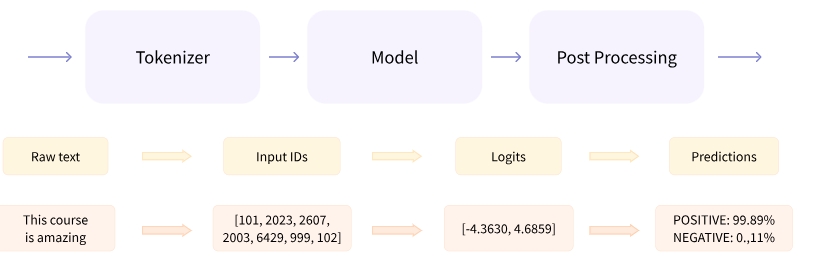 Tokenizer
Model
Post Processing
Raw text
Input IDs
Logits
Predictions
This course
is amazing
[101, 2023, 2607,
2003, 6429, 999, 102]
[-4.3630, 4.6859]
POSITIVE: 99.89%
NEGATIVE: 0.,11%